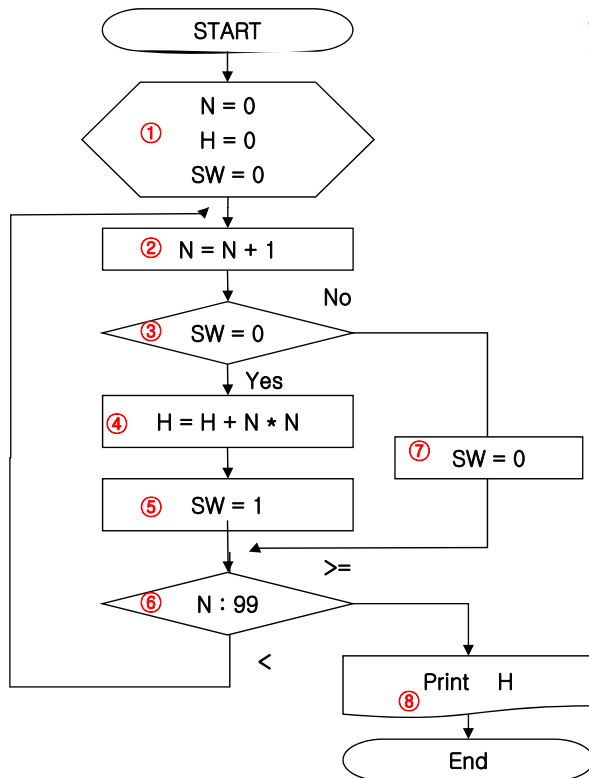 START
① N = 0
H = 0
SW = 0
② N = N + 1
No
③ SW = 0
Yes
④ H = H + N * N
⑦ SW = 0
⑤ SW = 1
>=
⑥ N : 99
<
Print H
⑧
End